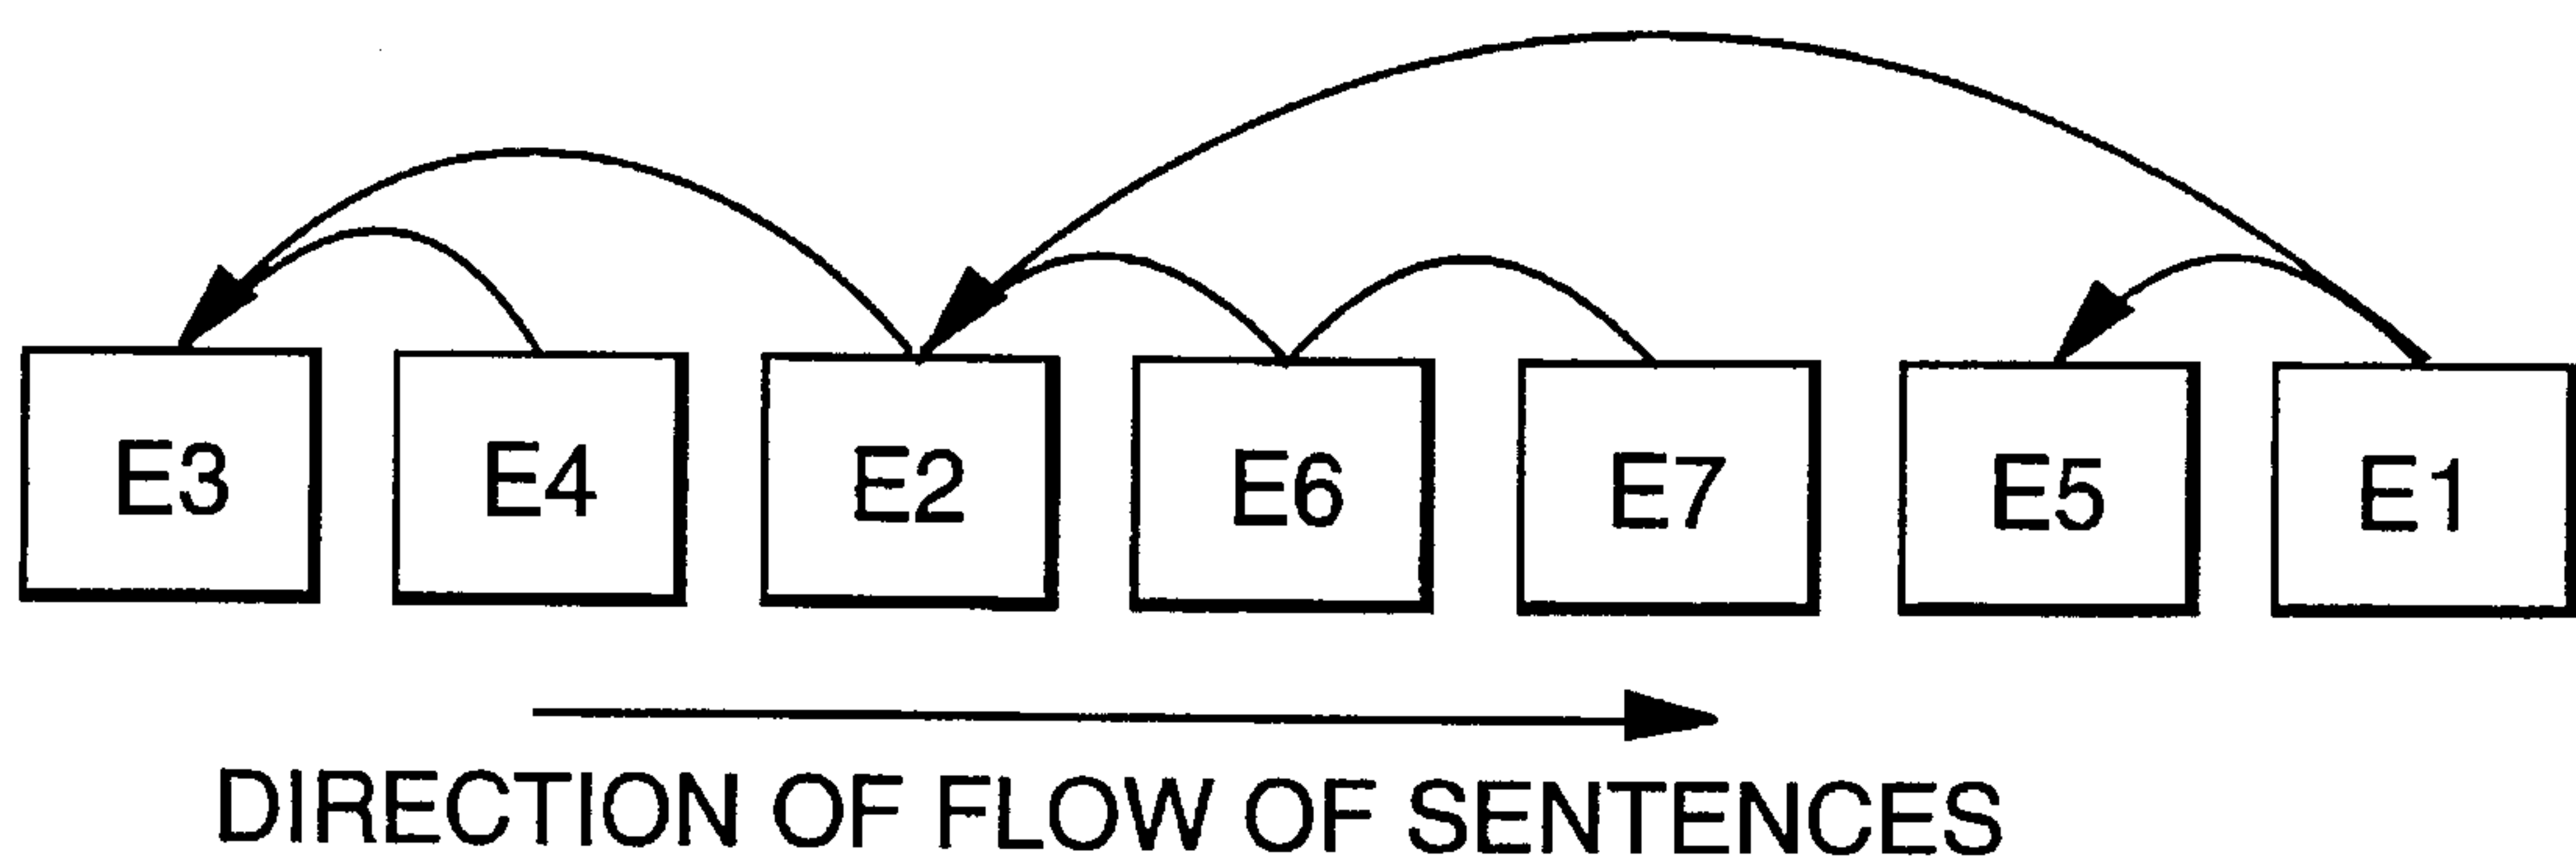 E3 E4 E2 E6 E7 E5 E1
DIRECTION OF FLOW OF SENTENCES